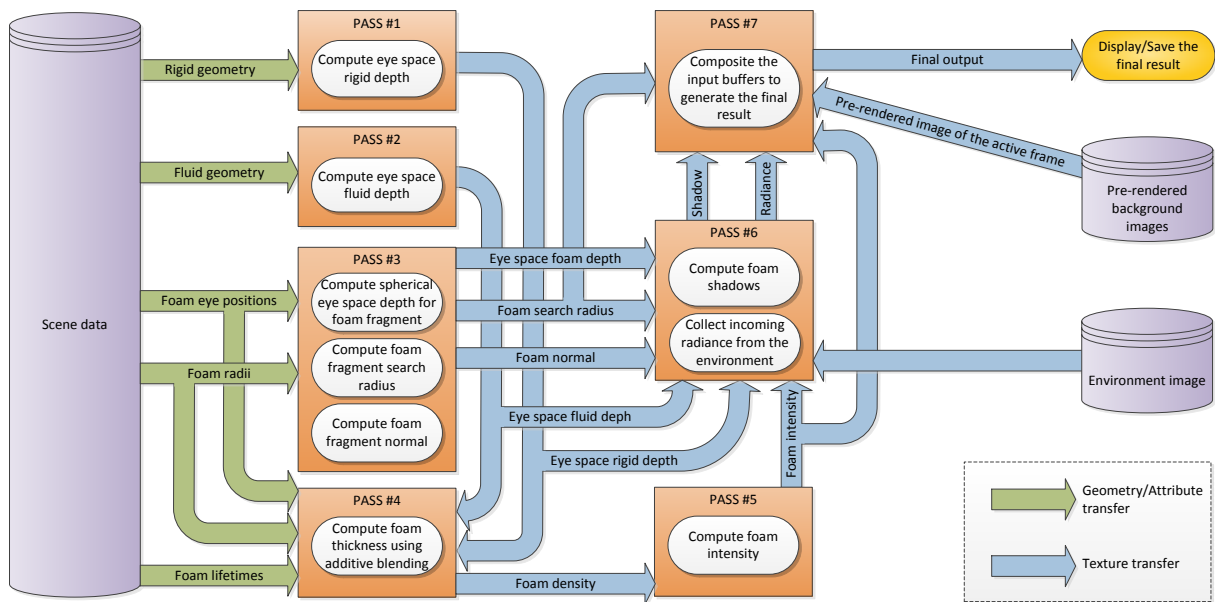 Scene data
Rigid geometry
Fluid geometry
Foam eye positions
Foam radii
Foam lifetimes
PASS #1
Compute eye space
rigid depth
PASS #2
Compute eye space
fluid depth
PASS #3
Compute spherical
eye space depth for
foam fragment
Compute foam
fragment search
radius
Compute foam
fragment normal
PASS #4
Compute foam
thickness using
additive blending
Eye space foam depth
Foam search radius
Foam normal
Eye space fluid deph
Eye space rigid depth
Foam density
PASS #5
Compute foam
intensity
Foam intensity
PASS #6
Compute foam
shadows
Collect incoming
radiance from the
environment
Shadow
Radiance
PASS #7
Composite the
input buffers to
generate the final
result
Final output
Display/Save the
final result
Pre-rendered image of the active frame
Pre-rendered
background
images
Environment image
Geometry/Attribute
transfer
Texture transfer